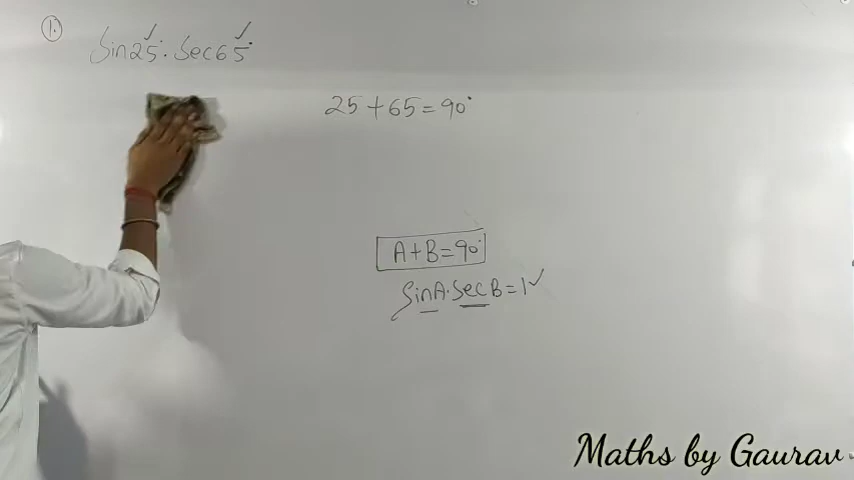 1.
Sin25°.Sec65°
25+65=90°
A+B=90°
SinA.SecB=1✓
Maths by Gaurav